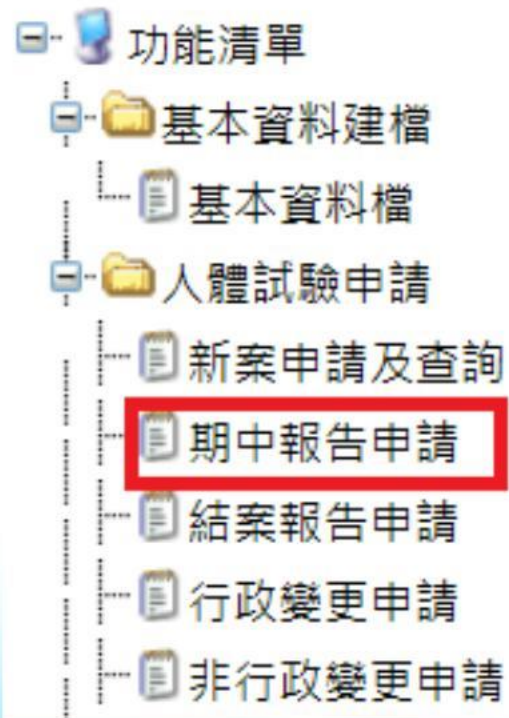 功能清單
基本資料建檔
基本資料檔
人體試驗申請
新案申請及查詢
期中報告申請
結案報告申請
行政變更申請
非行政變更申請